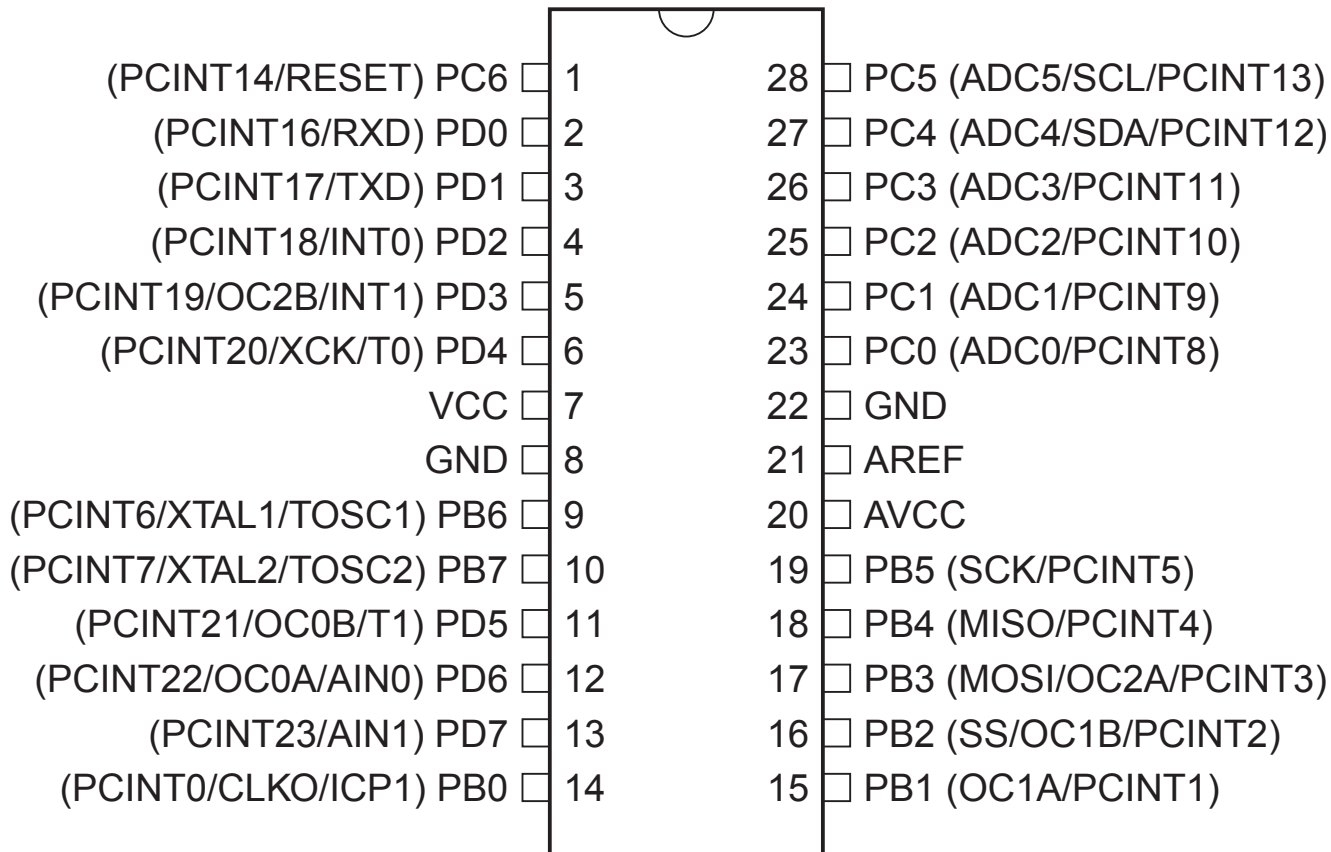 (PCINT14/RESET) PC6 1 28 PC5 (ADC5/SCL/PCINT13)
(PCINT16/RXD) PD0 2 27 PC4 (ADC4/SDA/PCINT12)
(PCINT17/TXD) PD1 3 26 PC3 (ADC3/PCINT11)
(PCINT18/INT0) PD2 4 25 PC2 (ADC2/PCINT10)
(PCINT19/OC2B/INT1) PD3 5 24 PC1 (ADC1/PCINT9)
(PCINT20/XCK/T0) PD4 6 23 PC0 (ADC0/PCINT8)
VCC 7 22 GND
GND 8 21 AREF
(PCINT6/XTAL1/TOSC1) PB6 9 20 AVCC
(PCINT7/XTAL2/TOSC2) PB7 10 19 PB5 (SCK/PCINT5)
(PCINT21/OC0B/T1) PD5 11 18 PB4 (MISO/PCINT4)
(PCINT22/OC0A/AIN0) PD6 12 17 PB3 (MOSI/OC2A/PCINT3)
(PCINT23/AIN1) PD7 13 16 PB2 (SS/OC1B/PCINT2)
(PCINT0/CLKO/ICP1) PB0 14 15 PB1 (OC1A/PCINT1)